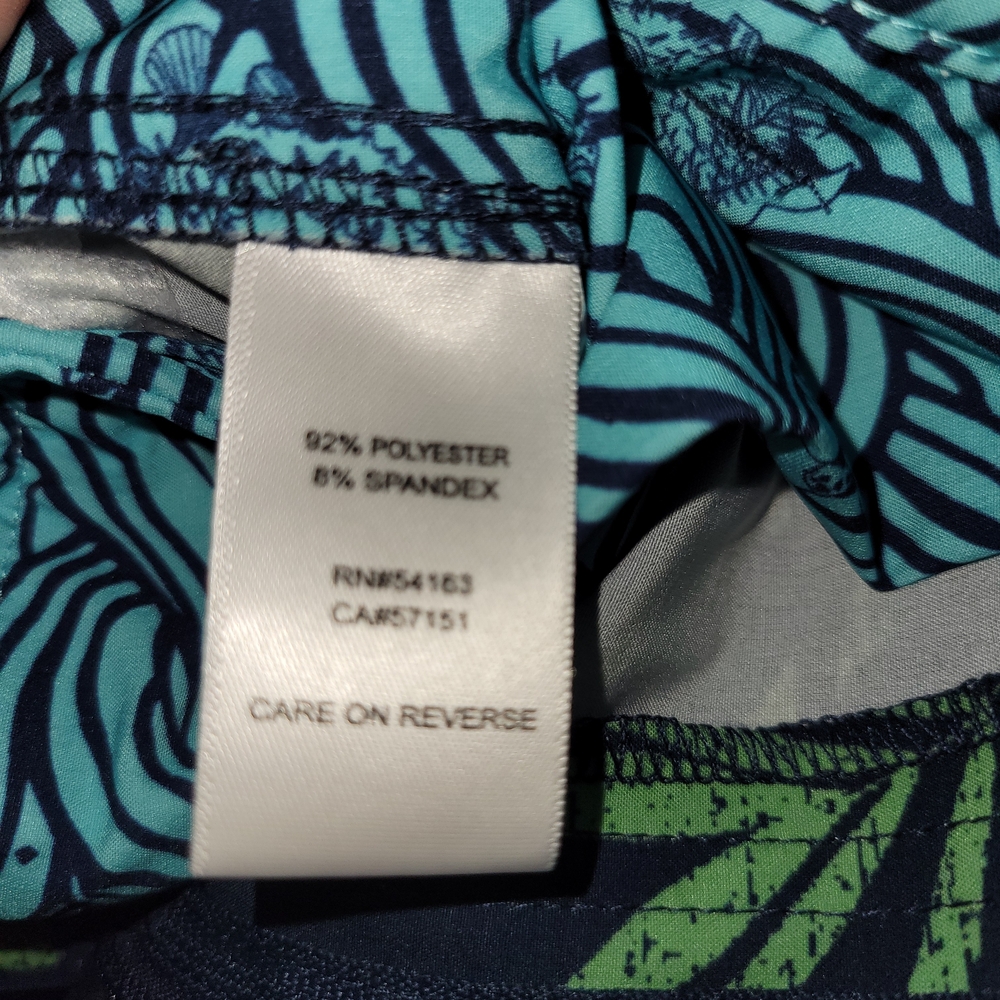 92% POLYESTER
8% SPANDEX
RN#54163
CA#57151
CARE ON REVERSE